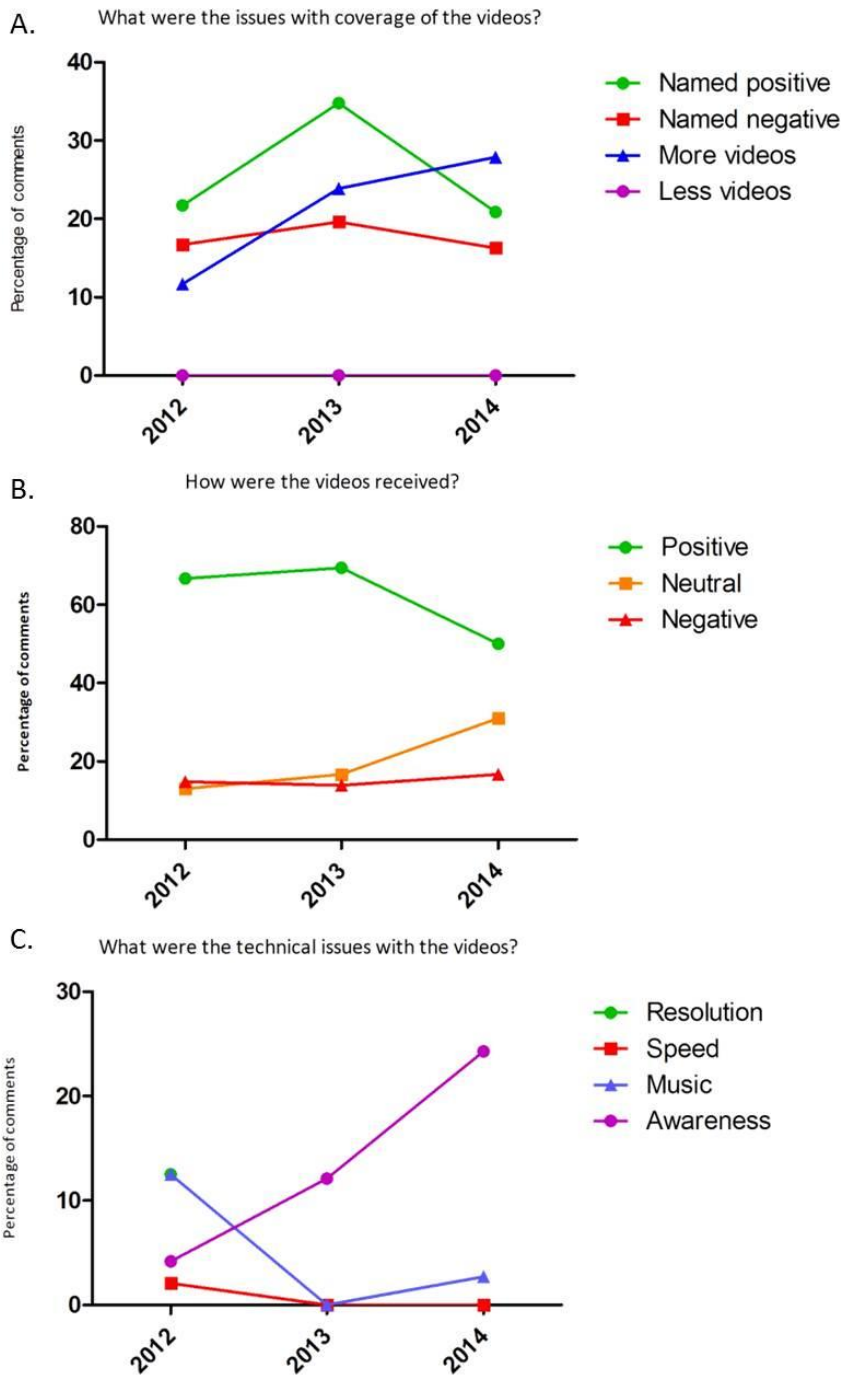 A.
What were the issues with coverage of the videos?
Percentage of comments
40
30
20
10
0
2012
2013
2014
Named positive
Named negative
More videos
Less videos
B.
How were the videos received?
Percentage of comments
80
60
40
20
0
2012
2013
2014
Positive
Neutral
Negative
C.
What were the technical issues with the videos?
Percentage of comments
30
20
10
0
2012
2013
2014
Resolution
Speed
Music
Awareness